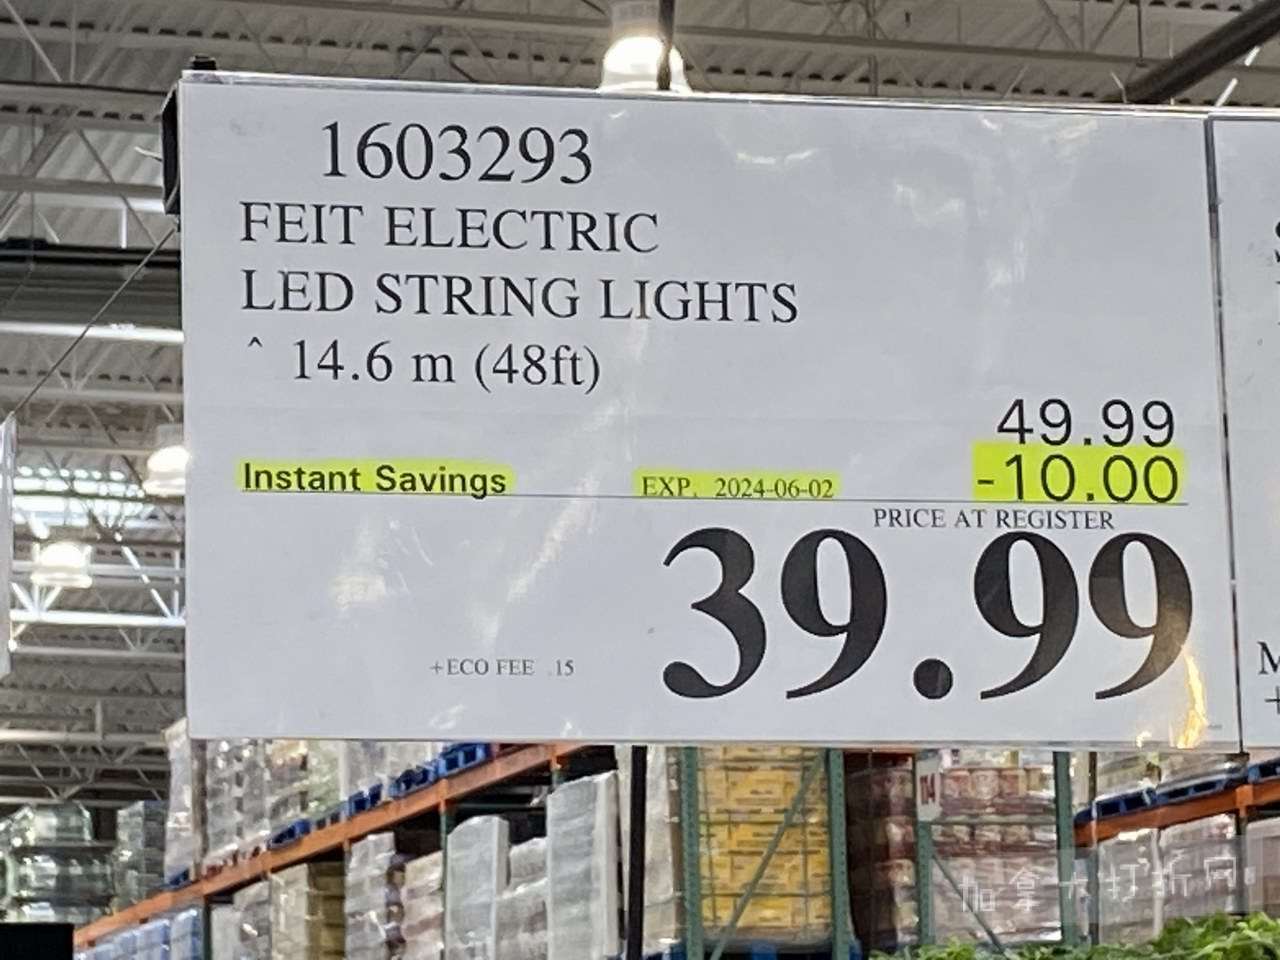 1603293
FEIT ELECTRIC
LED STRING LIGHTS
^ 14.6 m (48ft)
49.99
Instant Savings EXP. 2024-06-02 -10.00
PRICE AT REGISTER
39.99
+ECO FEE .15
M
+
加拿大打折网